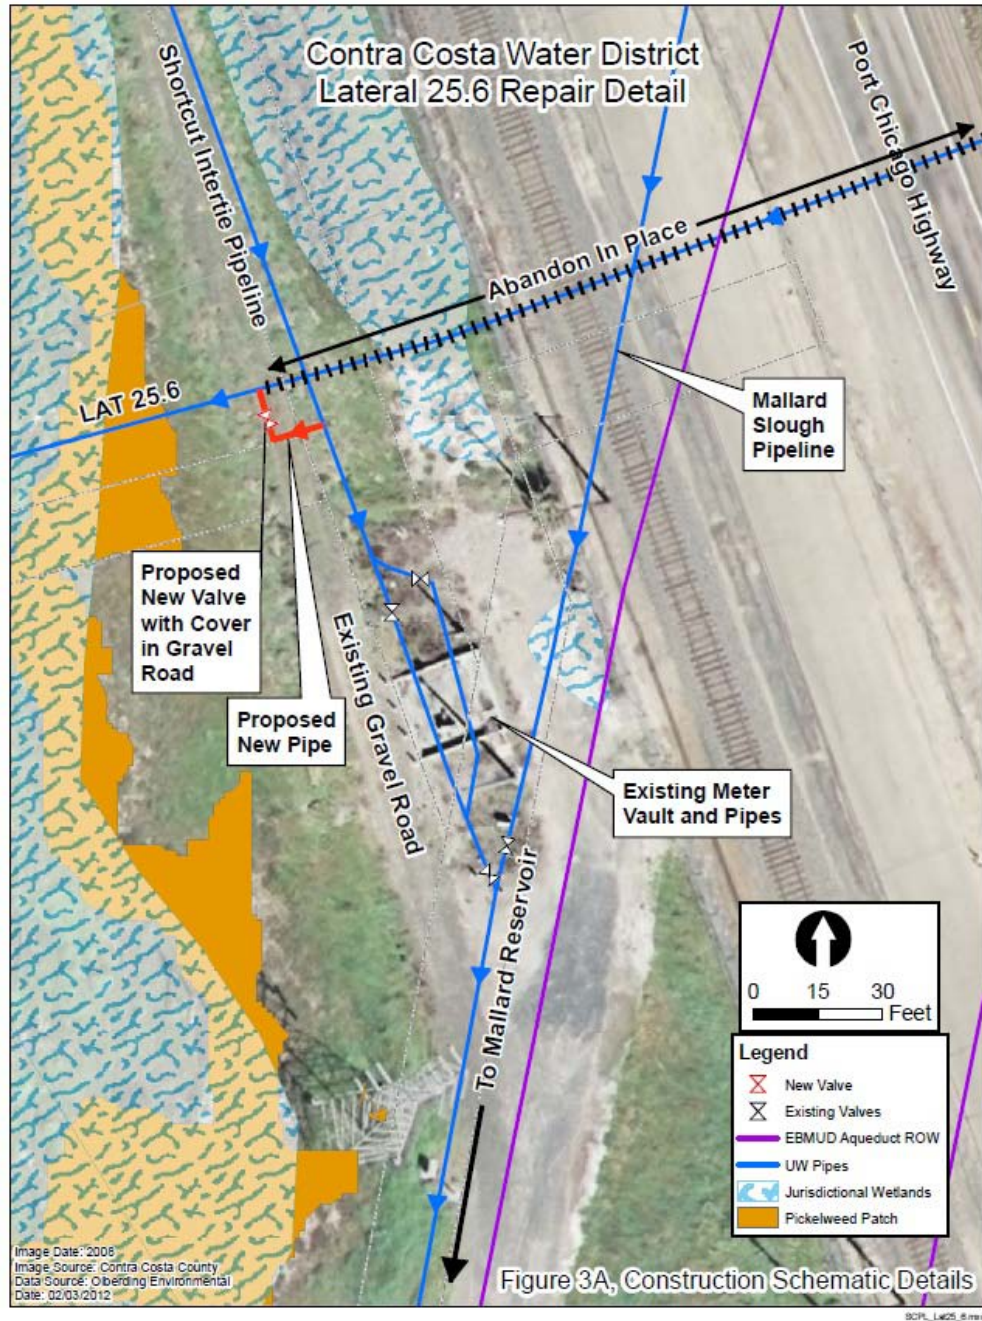 Contra Costa Water District
Lateral 25.6 Repair Detail
Shortcut Intertie Pipeline
Port Chicago Highway
Abandon In Place
LAT 25.6
Mallard
Slough
Pipeline
Proposed
New Valve
with Cover
in Gravel
Road
Proposed
New Pipe
Existing Gravel Road
Existing Meter
Vault and Pipes
To Mallard Reservoir
0 15 30
Feet
Legend
New Valve
Existing Valves
EBMUD Aqueduct ROW
UW Pipes
Jurisdictional Wetlands
Pickelweed Patch
Image Date: 2008
Image Source: Contra Costa County
Data Source: Olberding Environmental
Date: 02/03/2012
Figure 3A, Construction Schematic Details